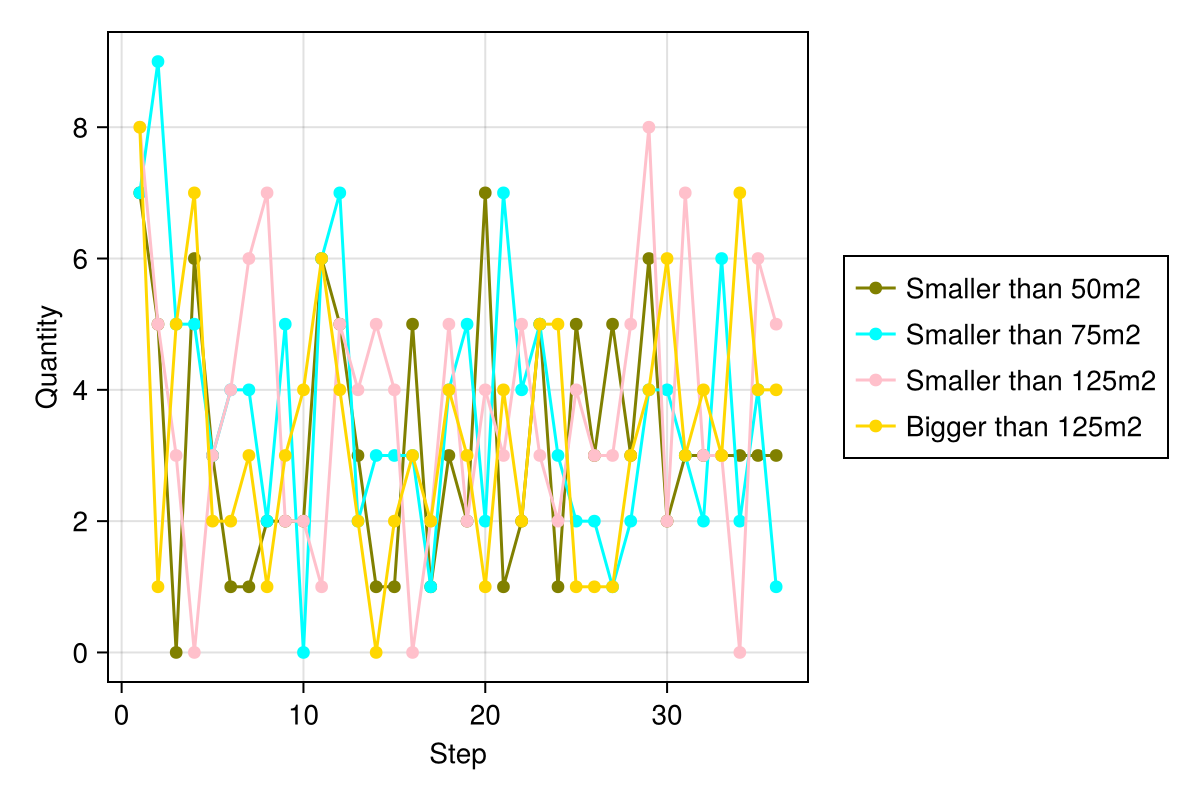 8
6
4
2
0
Quantity
0 10 20 30
Step
Smaller than 50m2
Smaller than 75m2
Smaller than 125m2
Bigger than 125m2